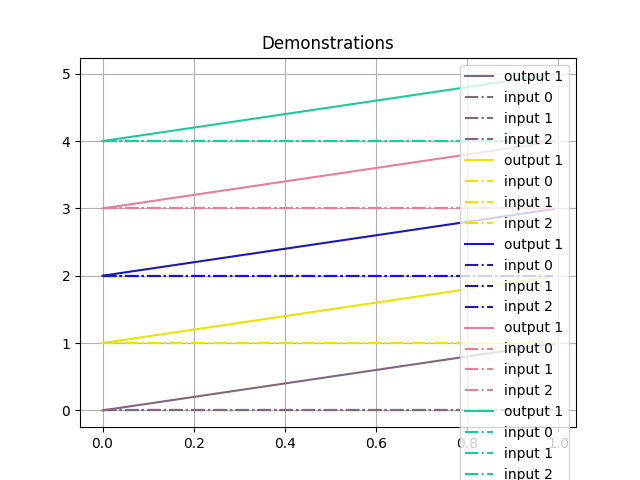 Demonstrations
5
4
3
2
1
0
0.0 0.2 0.4 0.6 0.8 1.0
output 1
input 0
input 1
input 2
output 1
input 0
input 1
input 2
output 1
input 0
input 1
input 2
output 1
input 0
input 1
input 2
output 1
input 0
input 1
input 2